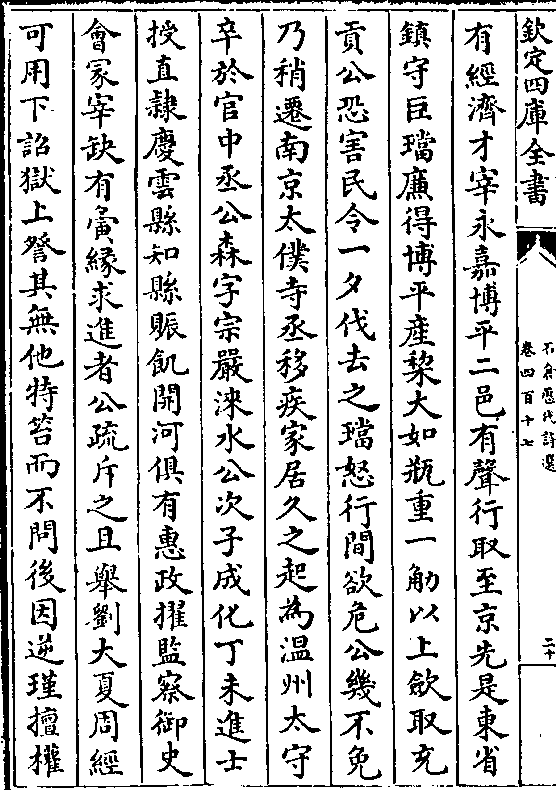 欽定四庫全書
石倉歷代詩選
卷四百十七
二十
有經濟才宰永嘉博平二邑有聲行取至京先是東省
鎮守巨璫廉得博平產棃大如瓶重一觔以上飲取充
貢公恐害民令一夕伐去之璫怒行間欲危公幾不免
乃稍遷南京太僕寺丞移疾家居久之起為温州太守
卒於官中丞公森字宗嚴淶水公次子成化丁未進士
授直隸慶雲縣知縣賑飢開河俱有惠政擢監察御史
會冢宰缺有夤緣求進者公疏斥之且舉劉大夏周經
可用下詔獄上詧其無他特笞而不問後因逆瑾擅權